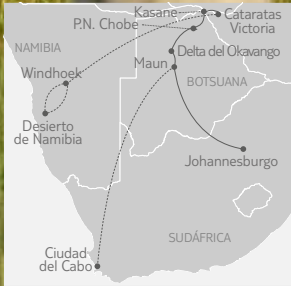 Kasane
Cataratas
Victoria
P.N. Chobe
NAMIBIA
Delta del Okavango
Windhoek
Maun
BOTSUANA
Desierto
de Namibia
Johannesburgo
SUDÁFRICA
Ciudad
del Cabo